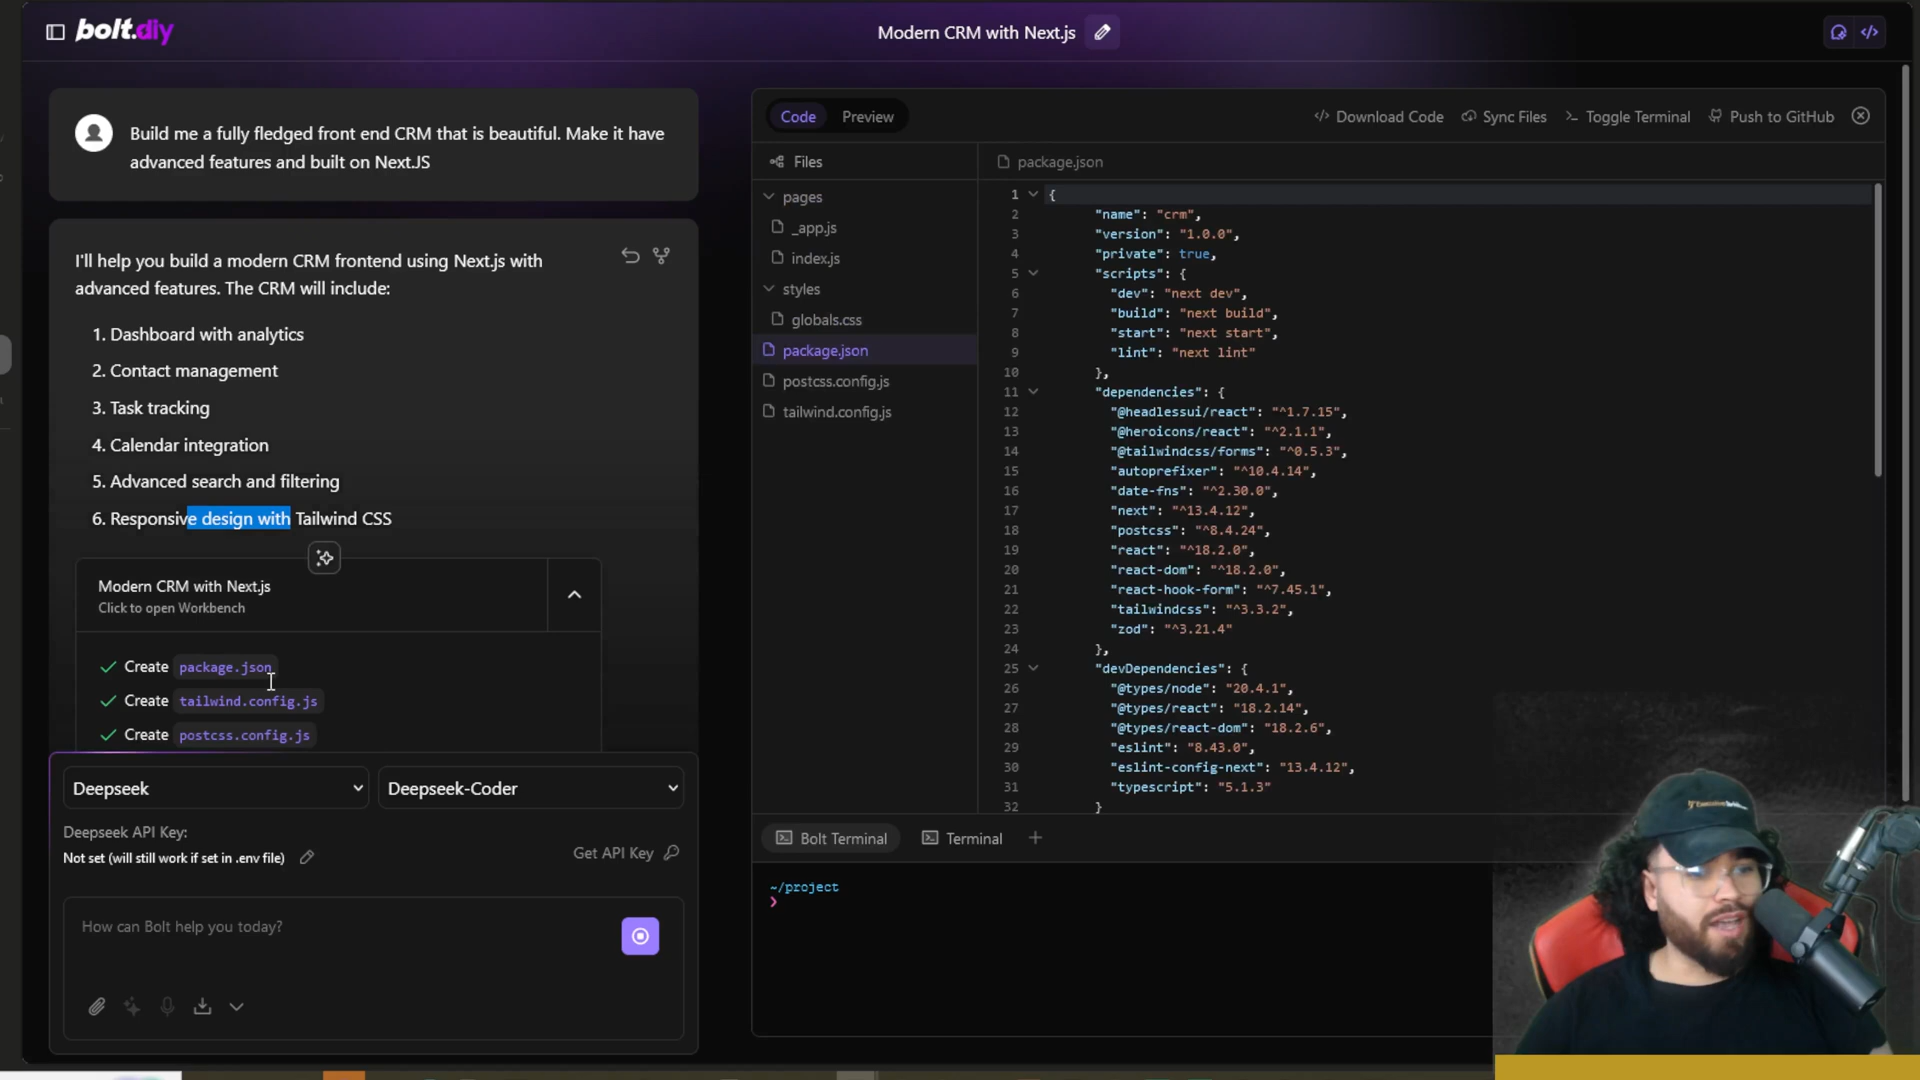 bolt.diy
Modern CRM with Next.js
Build me a fully fledged front end CRM that is beautiful. Make it have
advanced features and built on Next.JS
I'll help you build a modern CRM frontend using Next.js with
advanced features. The CRM will include:
1. Dashboard with analytics
2. Contact management
3. Task tracking
4. Calendar integration
5. Advanced search and filtering
6. Responsive design with Tailwind CSS
Modern CRM with Next.js
Click to open Workbench
Create package.json
Create tailwind.config.js
Create postcss.config.js
Deepseek
Deepseek-Coder
Deepseek API Key:
Not set (will still work if set in .env file)
Get API Key
How can Bolt help you today?
Code
Preview
Download Code
Sync Files
Toggle Terminal
Push to GitHub
Files
pages
_app.js
index.js
styles
globals.css
package.json
postcss.config.js
tailwind.config.js
package.json
1 {
2 "name": "crm",
3 "version": "1.0.0",
4 "private": true,
5 "scripts": {
6 "dev": "next dev",
7 "build": "next build",
8 "start": "next start",
9 "lint": "next lint"
10 },
11 "dependencies": {
12 "@headlessui/react": "^1.7.15",
13 "@heroicons/react": "^2.1.1",
14 "@tailwindcss/forms": "^0.5.3",
15 "autoprefixer": "^10.4.14",
16 "date-fns": "^2.30.0",
17 "next": "^13.4.12",
18 "postcss": "^8.4.24",
19 "react": "^18.2.0",
20 "react-dom": "^18.2.0",
21 "react-hook-form": "^7.45.1",
22 "tailwindcss": "^3.3.2",
23 "zod": "^3.21.4"
24 },
25 "devDependencies": {
26 "@types/node": "20.4.1",
27 "@types/react": "18.2.14",
28 "@types/react-dom": "18.2.6",
29 "eslint": "8.43.0",
30 "eslint-config-next": "13.4.12",
31 "typescript": "5.1.3"
32 }
Bolt Terminal
Terminal
~/project
❯